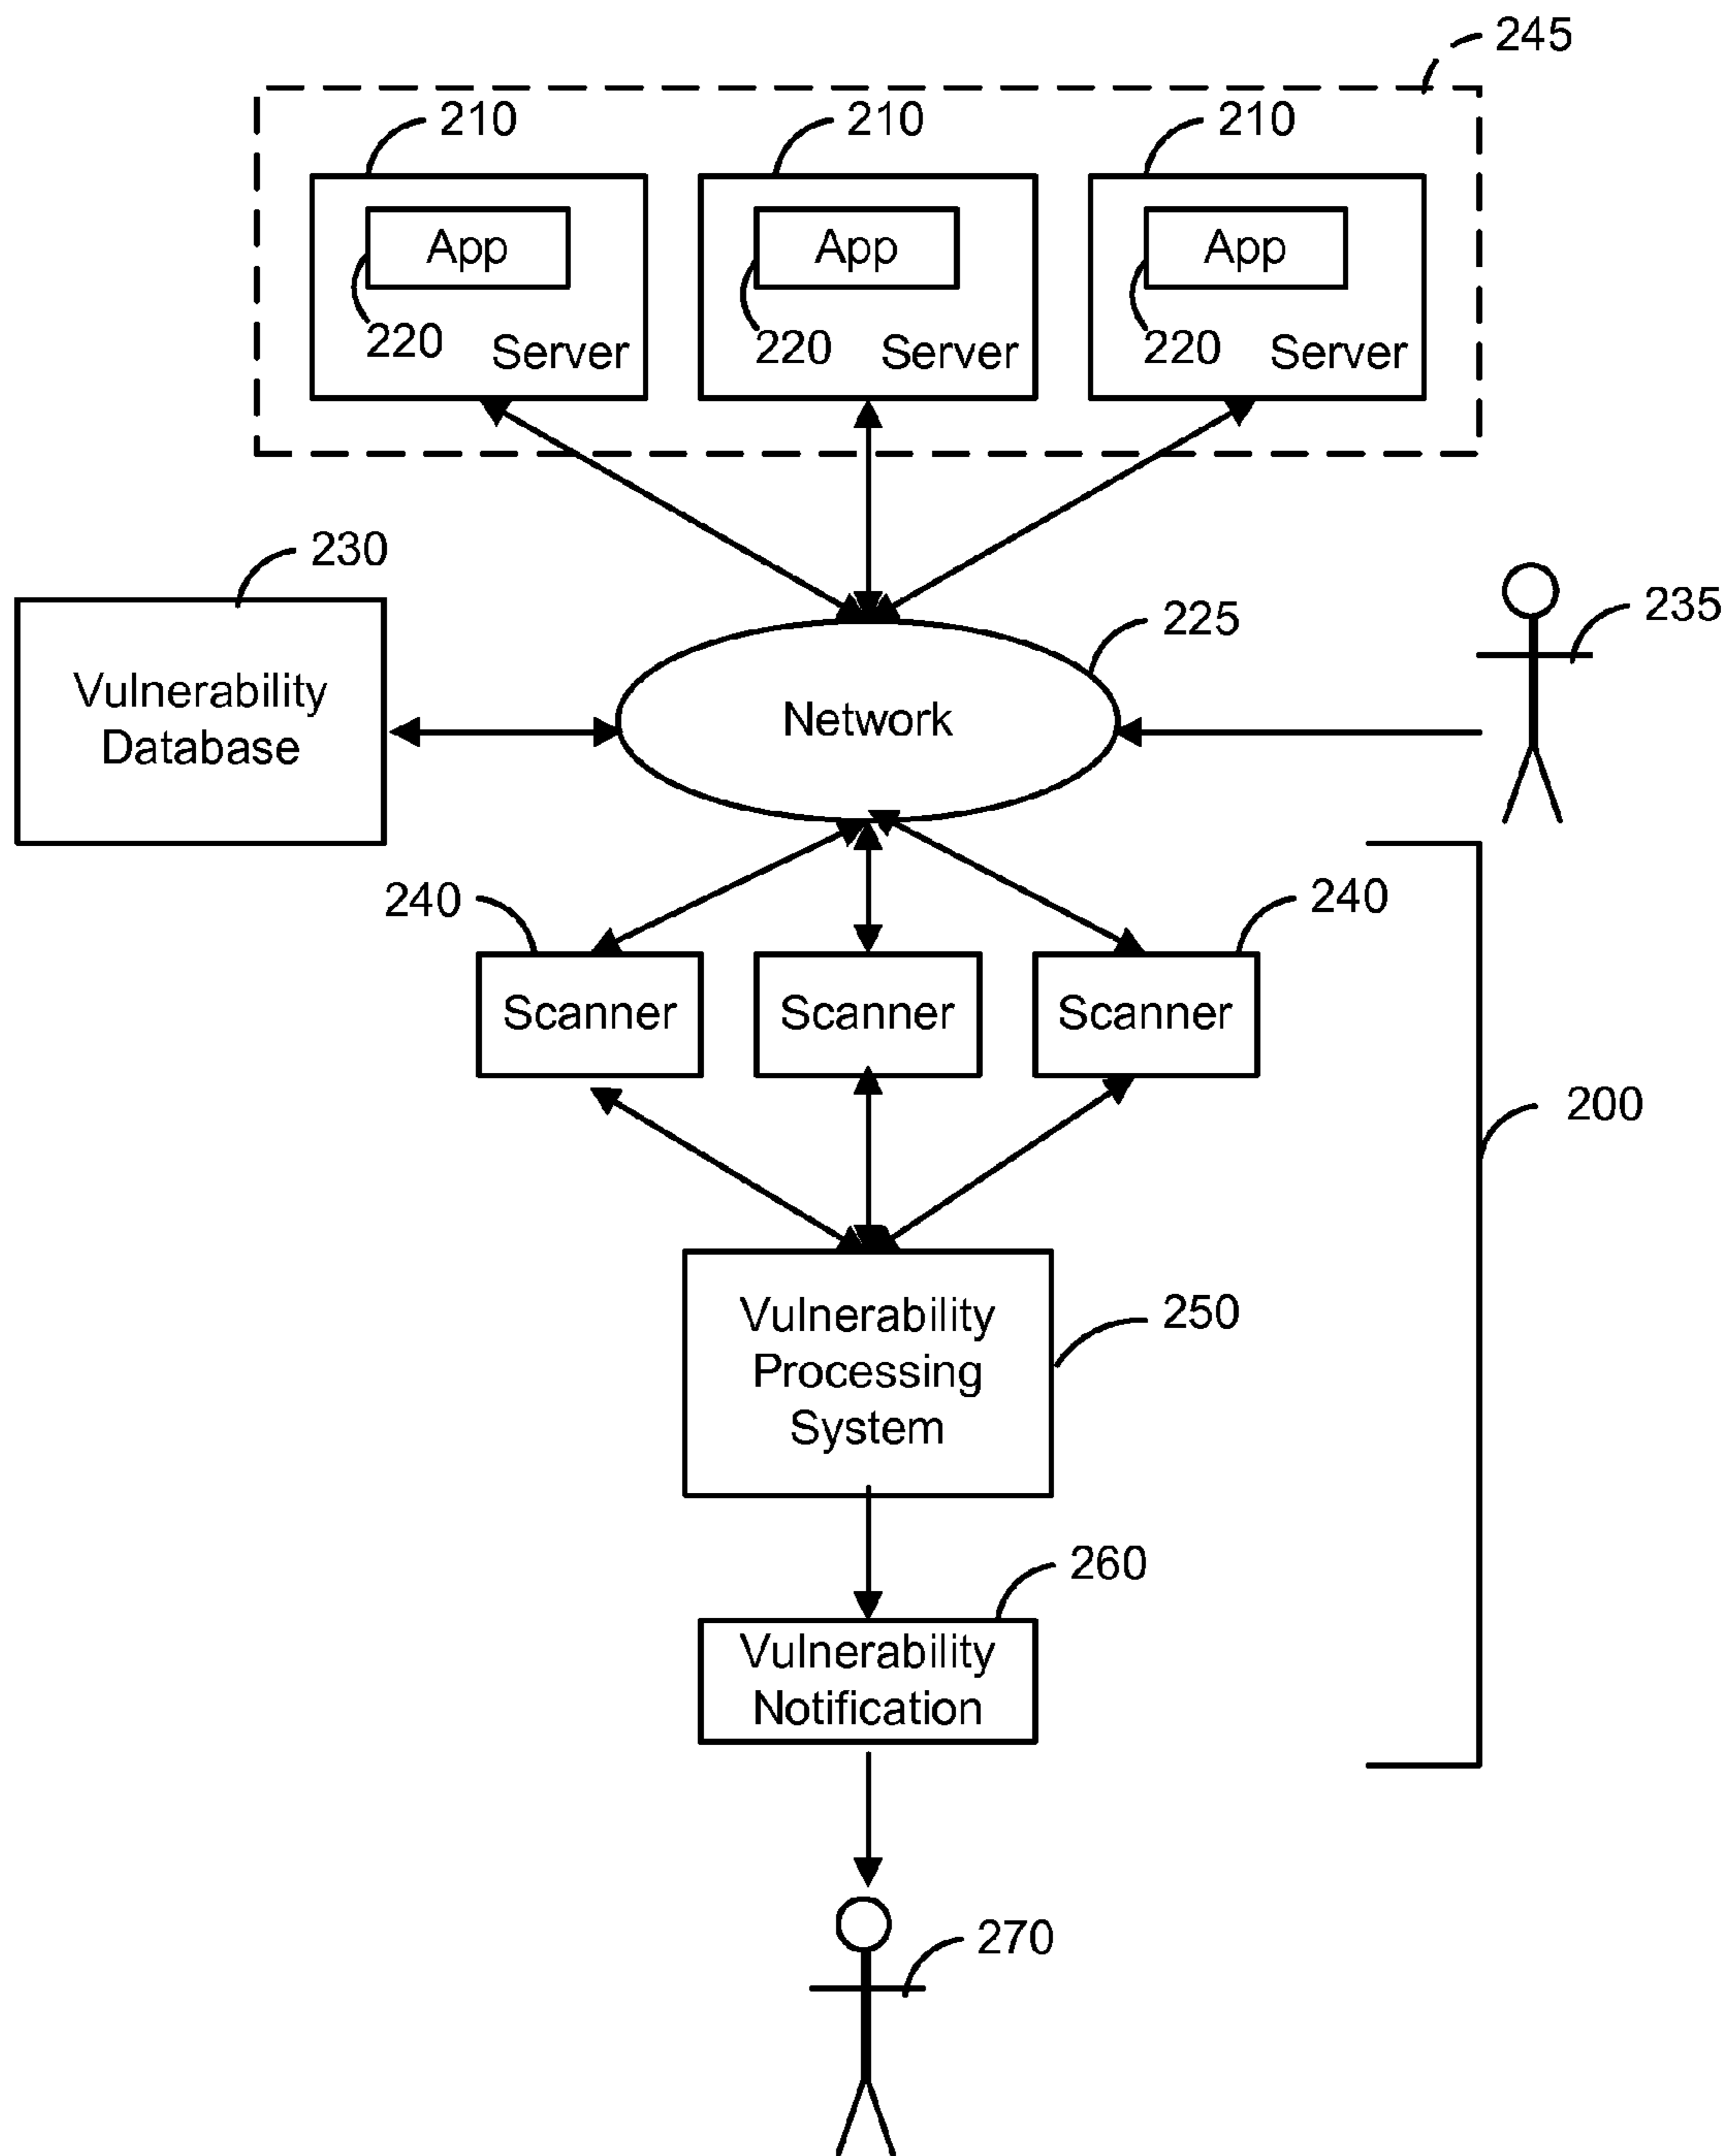 245
210
210
210
App
App
App
220
Server
220
Server
220
Server
230
235
225
Vulnerability
Database
Network
240
240
Scanner
Scanner
Scanner
200
250
Vulnerability
Processing
System
260
Vulnerability
Notification
270